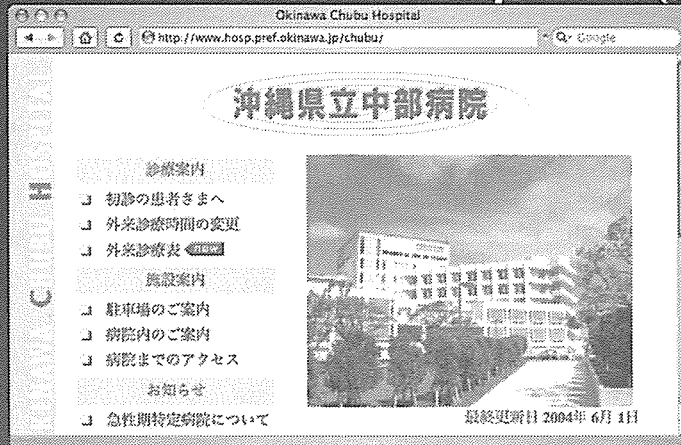 Okinawa Chubu Hospital
http://www.hosp.pref.okinawa.jp/chubu/
Google
沖縄県立中部病院
診療案内
初診の患者さまへ
外来診療時間の変更
外来診療表 new
施設案内
駐車場のご案内
病院内のご案内
病院までのアクセス
お知らせ
急性期特定病院について
最終更新日 2004年 6月 1日
H
C